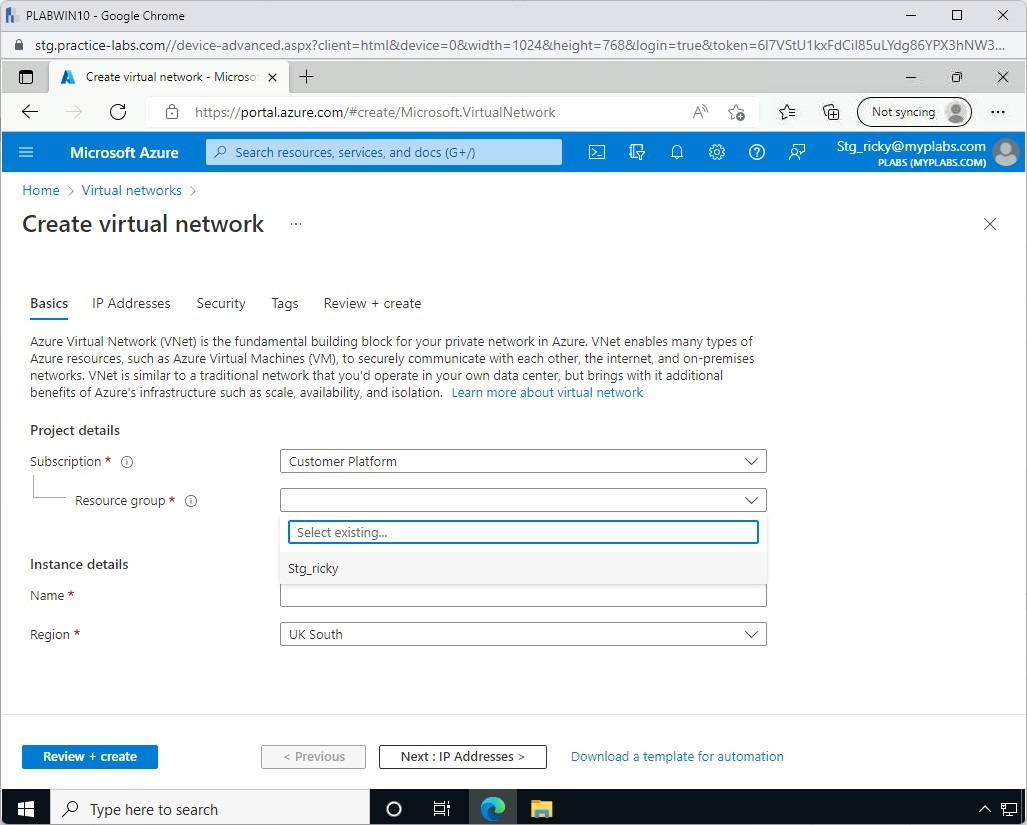 PLABWIN10 - Google Chrome
stg.practice-labs.com//device-advanced.aspx?client=html&device=0&width=1024&height=768&login=true&token=6I7VStU1kxFdCiI85uLYdg86YPX3hNW3...
Create virtual network - Microso
https://portal.azure.com/#create/Microsoft.VirtualNetwork
Not syncing
Microsoft Azure
Search resources, services, and docs (G+/)
Stg_ricky@myplabs.com
PLABS (MYPLABS.COM)
Home > Virtual networks >
Create virtual network ...
Basics IP Addresses Security Tags Review + create
Azure Virtual Network (VNet) is the fundamental building block for your private network in Azure. VNet enables many types of
Azure resources, such as Azure Virtual Machines (VM), to securely communicate with each other, the internet, and on-premises
networks. VNet is similar to a traditional network that you'd operate in your own data center, but brings with it additional
benefits of Azure's infrastructure such as scale, availability, and isolation. Learn more about virtual network
Project details
Subscription * Customer Platform
Resource group *
Select existing...
Stg_ricky
Instance details
Name *
Region * UK South
Review + create < Previous Next : IP Addresses > Download a template for automation
Type here to search